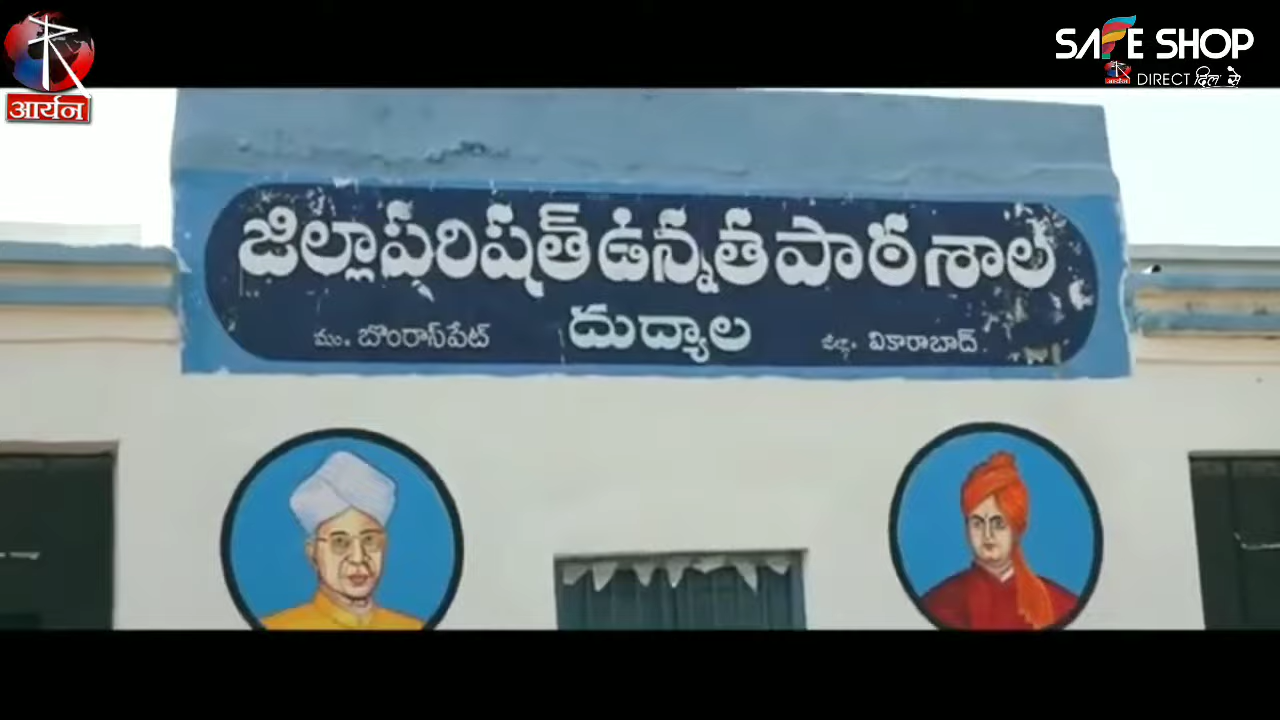 आर्यन
SAFE SHOP
DIRECT दिल से
జిల్లాపరిషత్ ఉన్నత పాఠశాల
దుద్యాల
మం. బొంరాస్‌పేట్
జిల్లా. వికారాబాద్